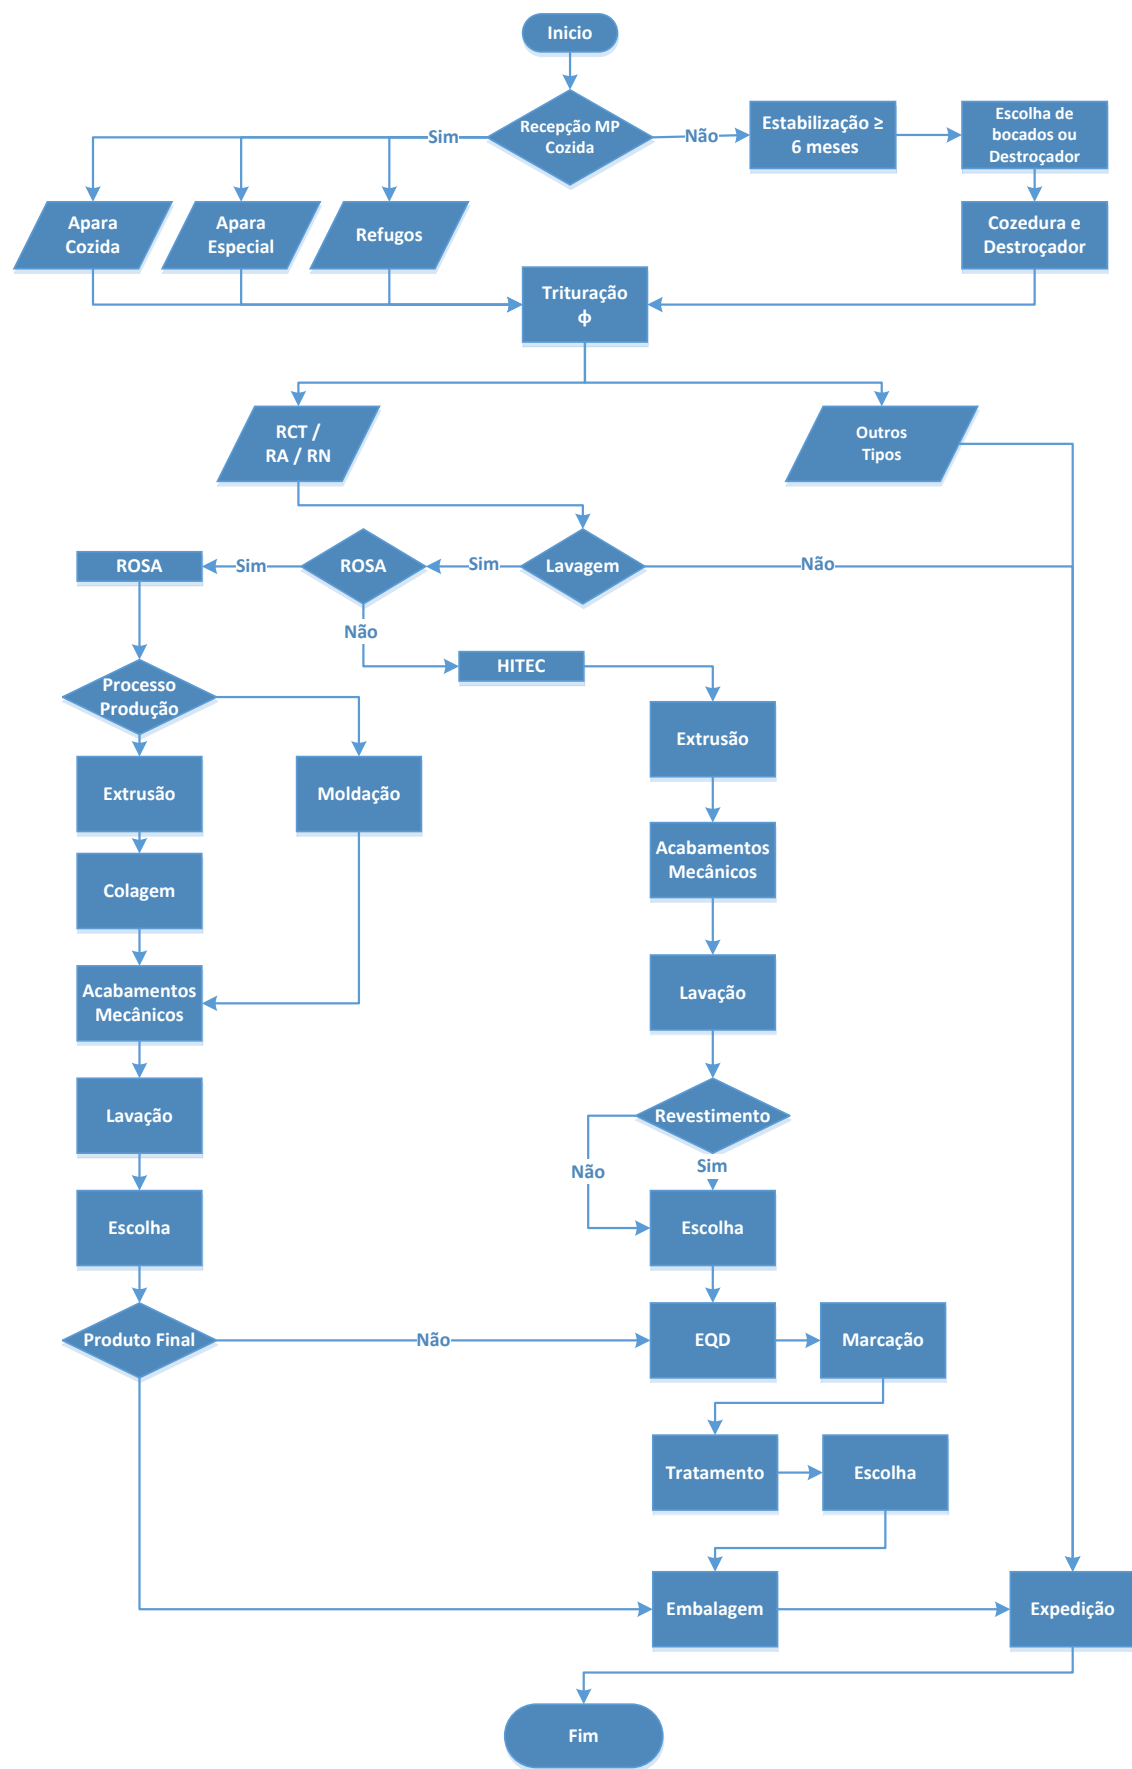 Inicio
Recepção MP
Cozida
Sim
Não
Estabilização ≥
6 meses
Escolha de
bocados ou
Destroçador
Apara
Cozida
Apara
Especial
Refugos
Cozedura e
Destroçador
Trituração
ф
RCT /
RA / RN
Outros
Tipos
ROSA
Sim
ROSA
Sim
Lavagem
Não
Não
HITEC
Processo
Produção
Extrusão
Extrusão
Moldação
Acabamentos
Mecânicos
Colagem
Acabamentos
Mecânicos
Lavação
Lavação
Revestimento
Não
Sim
Escolha
Escolha
Produto Final
Não
EQD
Marcação
Tratamento
Escolha
Embalagem
Expedição
Fim